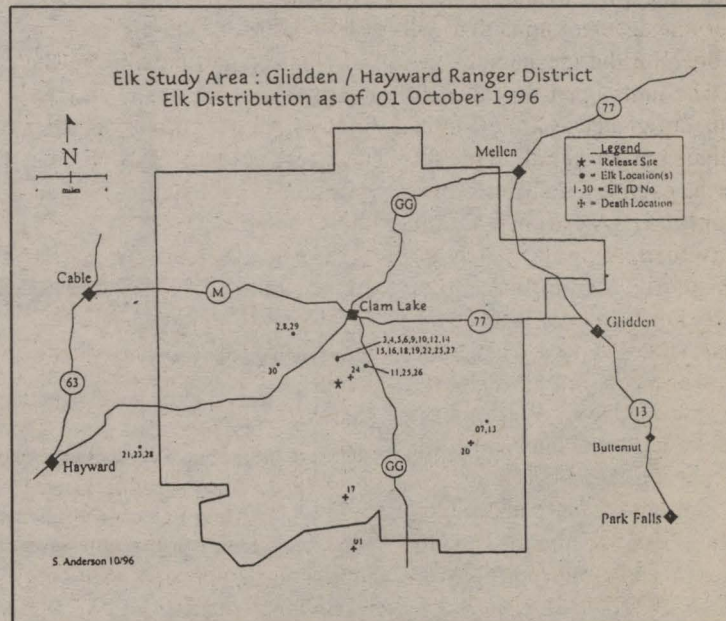 Elk Study Area : Glidden / Hayward Ranger District
Elk Distribution as of 01 October 1996
77
N
miles
Mellen
Legend
★ = Release Site
• = Elk Location(s)
1-30 = Elk ID No.
✢ = Death Location
GG
Cable
M
Clam Lake
2,8,29
3,4,5,6,9,10,12,14
15,16,18,19,22,25,27
77
Glidden
30
24
11,25,26
63
13
07,13
20
Butternut
21,23,28
Hayward
GG
17
Park Falls
01
S. Anderson 10/96